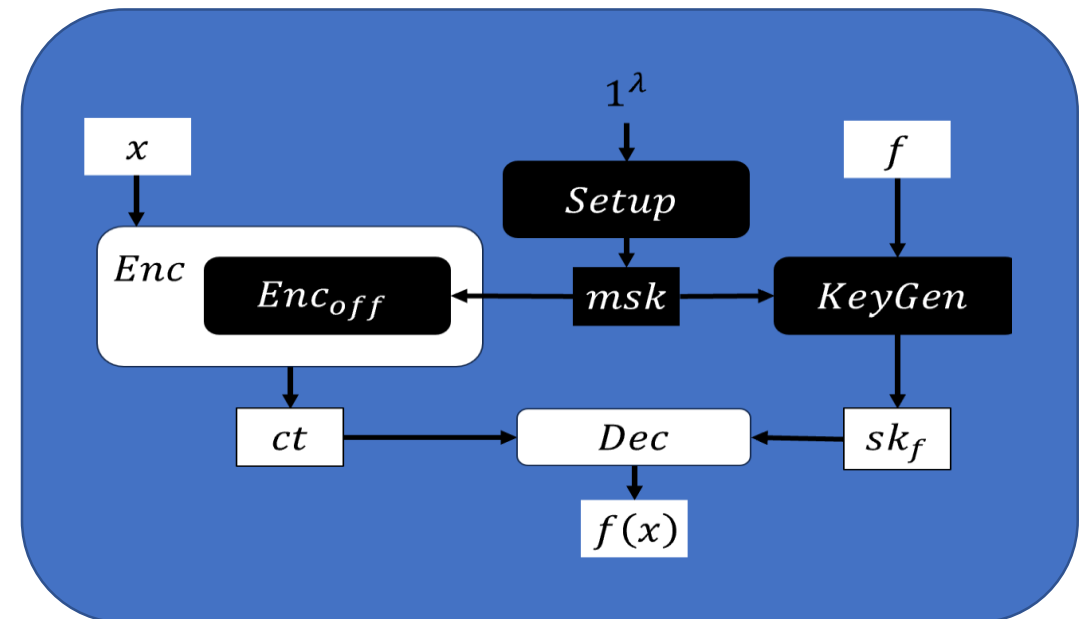 1^λ
x
f
Setup
Enc
Enc_off
msk
KeyGen
ct
Dec
sk_f
f(x)